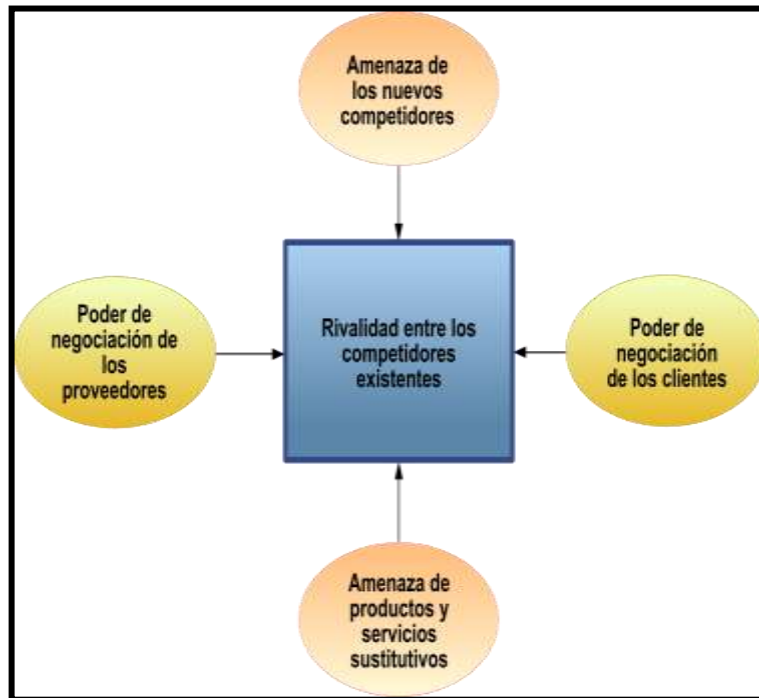 Amenaza de
los nuevos
competidores
Poder de
negociación de
los
proveedores
Rivalidad entre los
competidores
existentes
Poder de
negociación
de los clientes
Amenaza de
productos y
servicios
sustitutivos